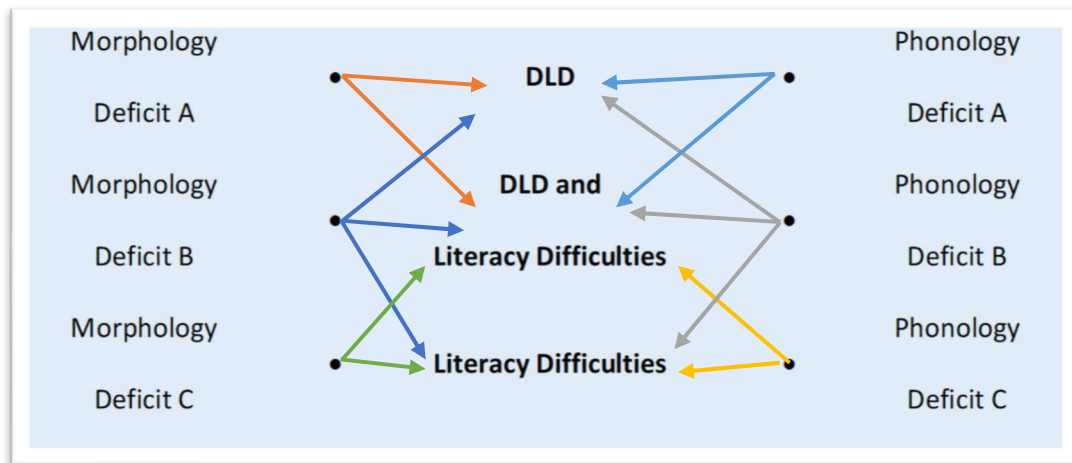 Morphology
Deficit A
Morphology
Deficit B
Morphology
Deficit C
DLD
DLD and
Literacy Difficulties
Literacy Difficulties
Phonology
Deficit A
Phonology
Deficit B
Phonology
Deficit C